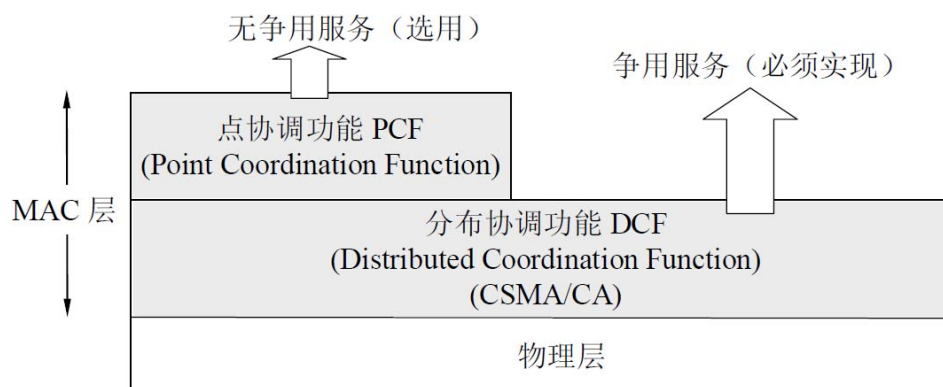 无争用服务（选用）
争用服务（必须实现）
点协调功能 PCF
(Point Coordination Function)
MAC 层
分布协调功能 DCF
(Distributed Coordination Function)
(CSMA/CA)
物理层